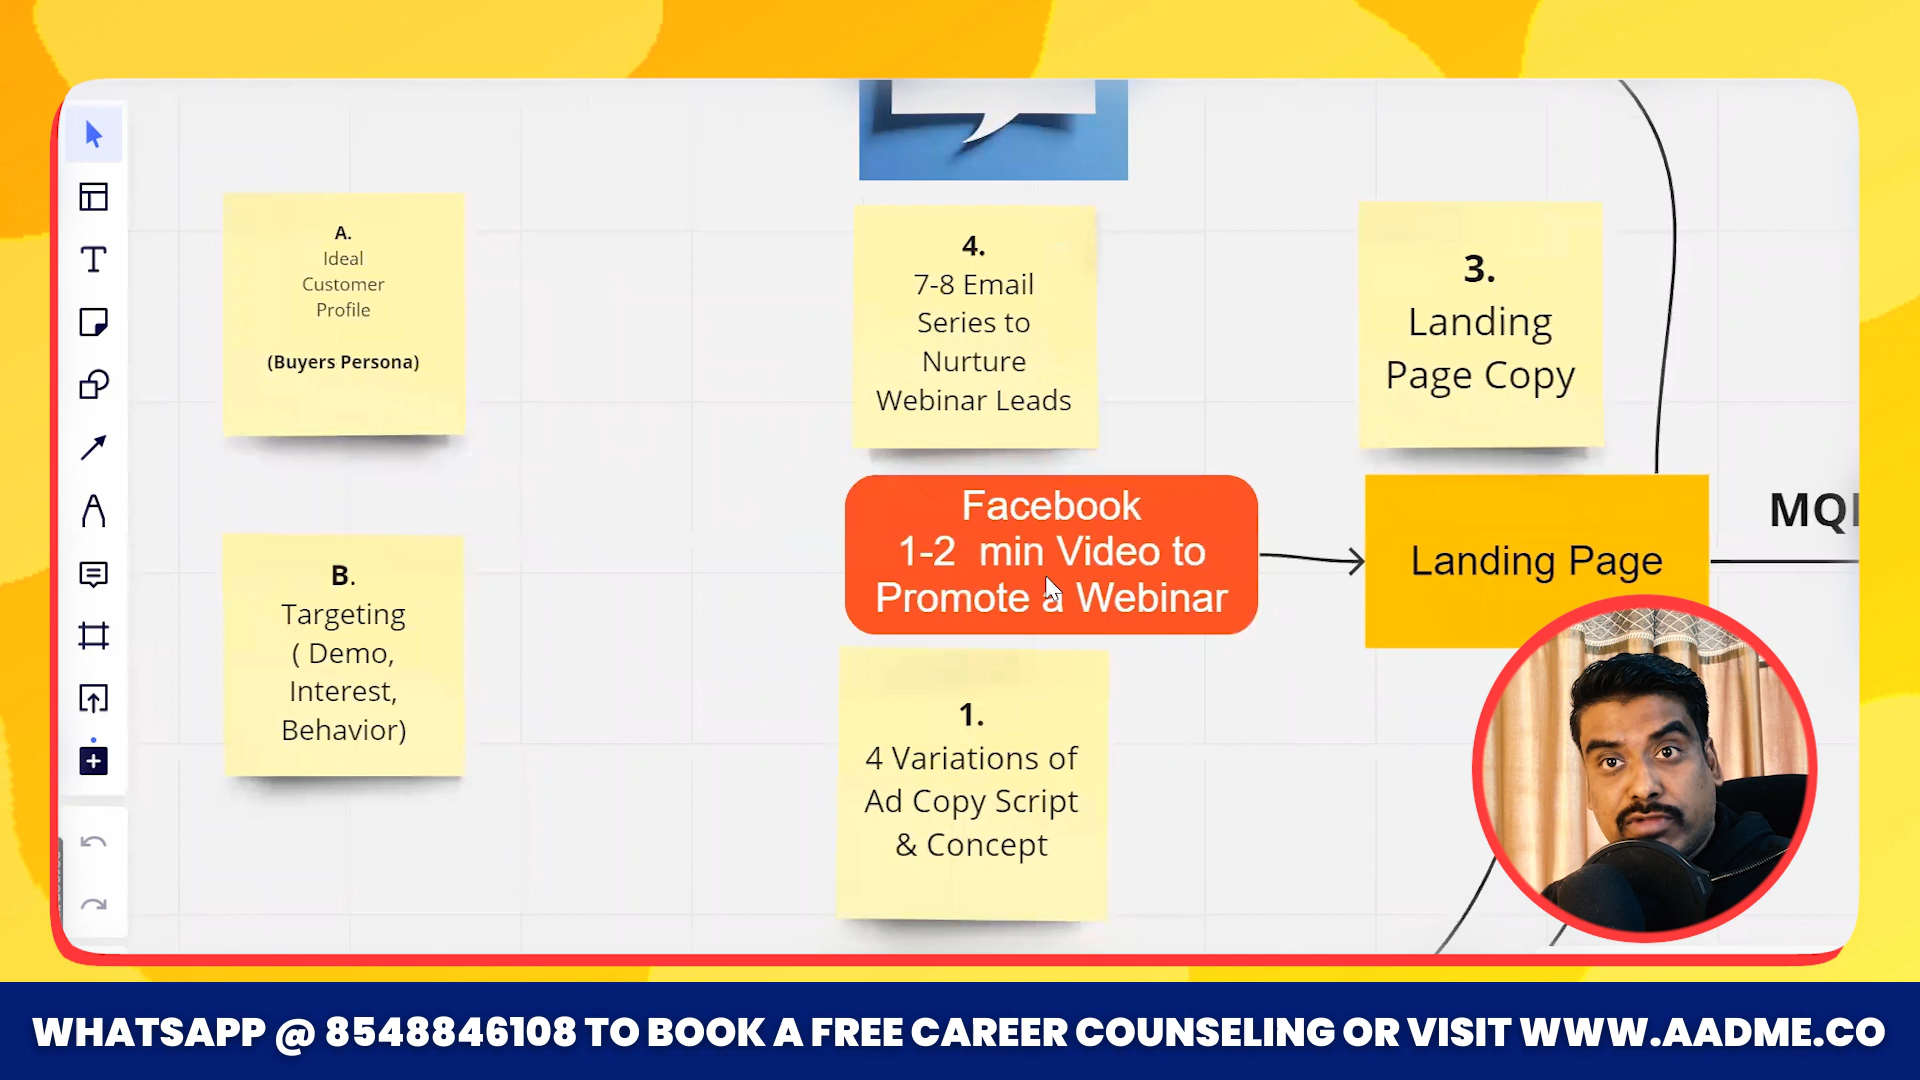 A.
Ideal
Customer
Profile
(Buyers Persona)
B.
Targeting
( Demo,
Interest,
Behavior)
4.
7-8 Email
Series to
Nurture
Webinar Leads
Facebook
1-2 min Video to
Promote a Webinar
1.
4 Variations of
Ad Copy Script
& Concept
3.
Landing
Page Copy
Landing Page
WHATSAPP @ 8548846108 TO BOOK A FREE CAREER COUNSELING OR VISIT WWW.AADME.CO